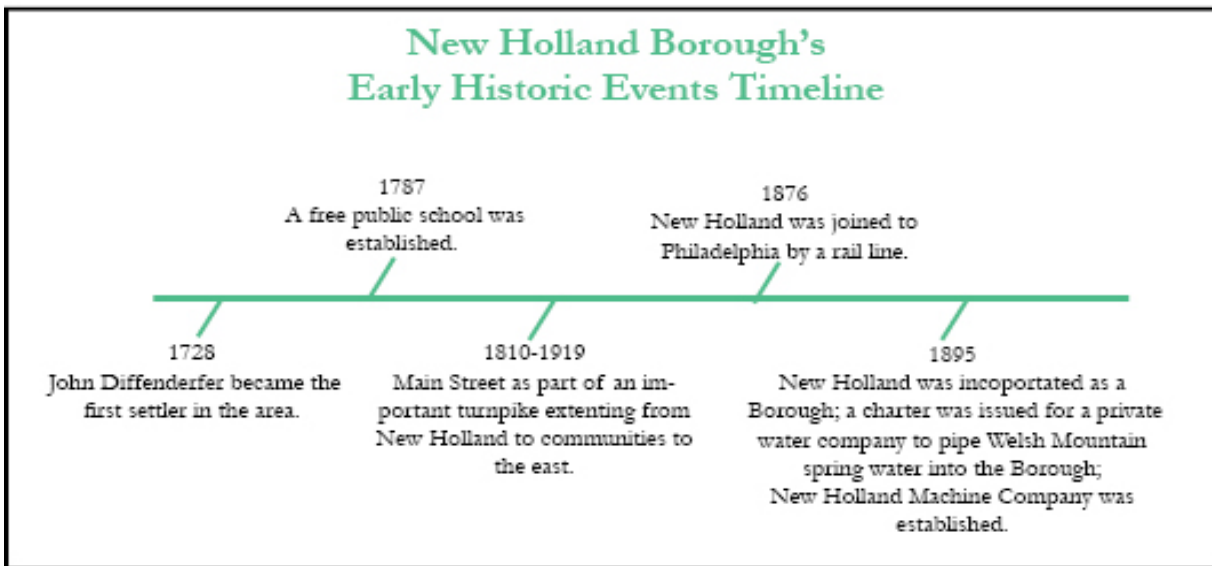 New Holland Borough's
Early Historic Events Timeline
1787
A free public school was
established.
1876
New Holland was joined to
Philadelphia by a rail line.
1728
John Diffenderfer became the
first settler in the area.
1810-1919
Main Street as part of an im-
portant turnpike extenting from
New Holland to communities to
the east.
1895
New Holland was incoportated as a
Borough; a charter was issued for a private
water company to pipe Welsh Mountain
spring water into the Borough;
New Holland Machine Company was
established.